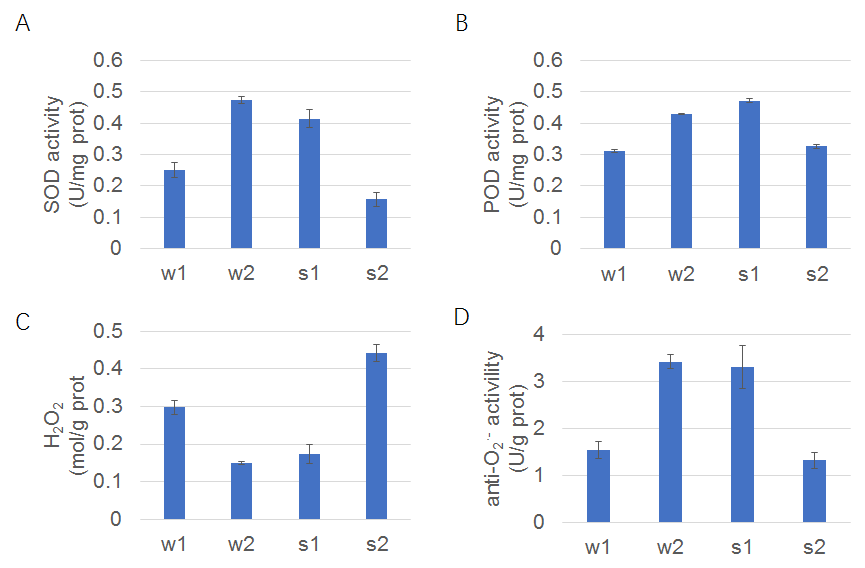 A
SOD activity
(U/mg prot)
0.6
0.5
0.4
0.3
0.2
0.1
0
w1 w2 s1 s2
B
POD activity
(U/mg prot)
0.6
0.5
0.4
0.3
0.2
0.1
0
w1 w2 s1 s2
C
H₂O₂
(mol/g prot
0.5
0.4
0.3
0.2
0.1
0
w1 w2 s1 s2
D
anti-O₂·- activility
(U/g prot)
4
3
2
1
0
w1 w2 s1 s2